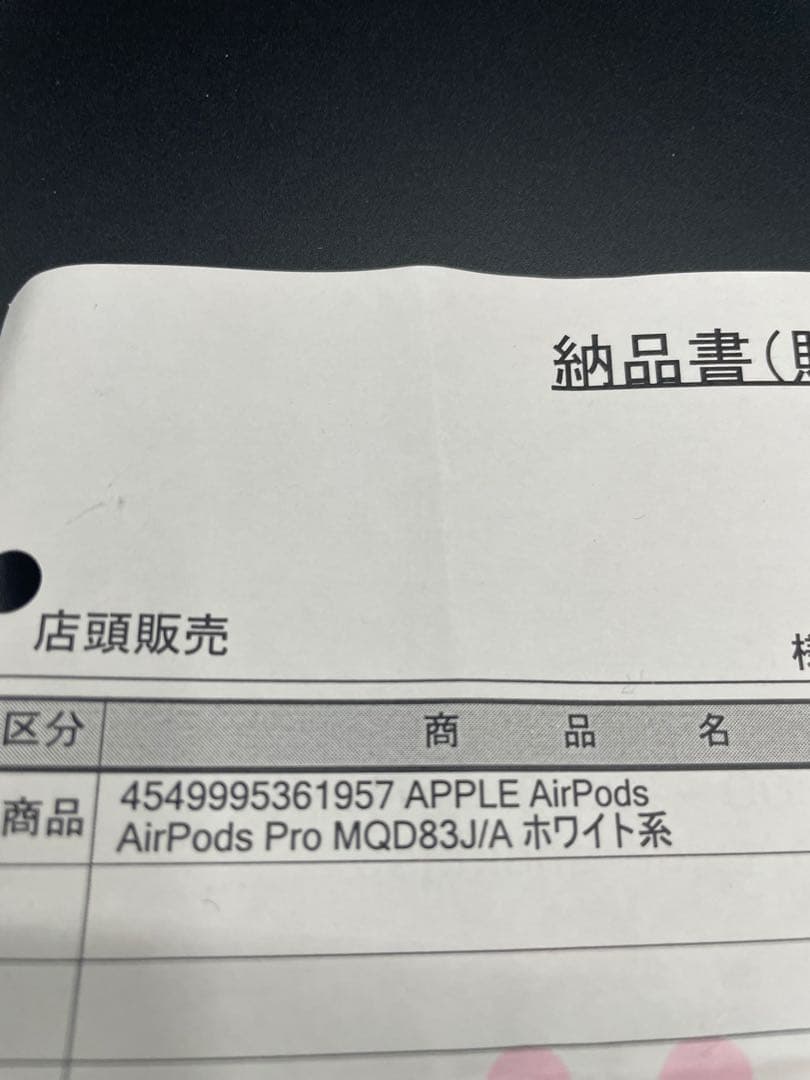 納品書（
店頭販売
様
区分 商品名
商品 4549995361957 APPLE AirPods
AirPods Pro MQD83J/A ホワイト系